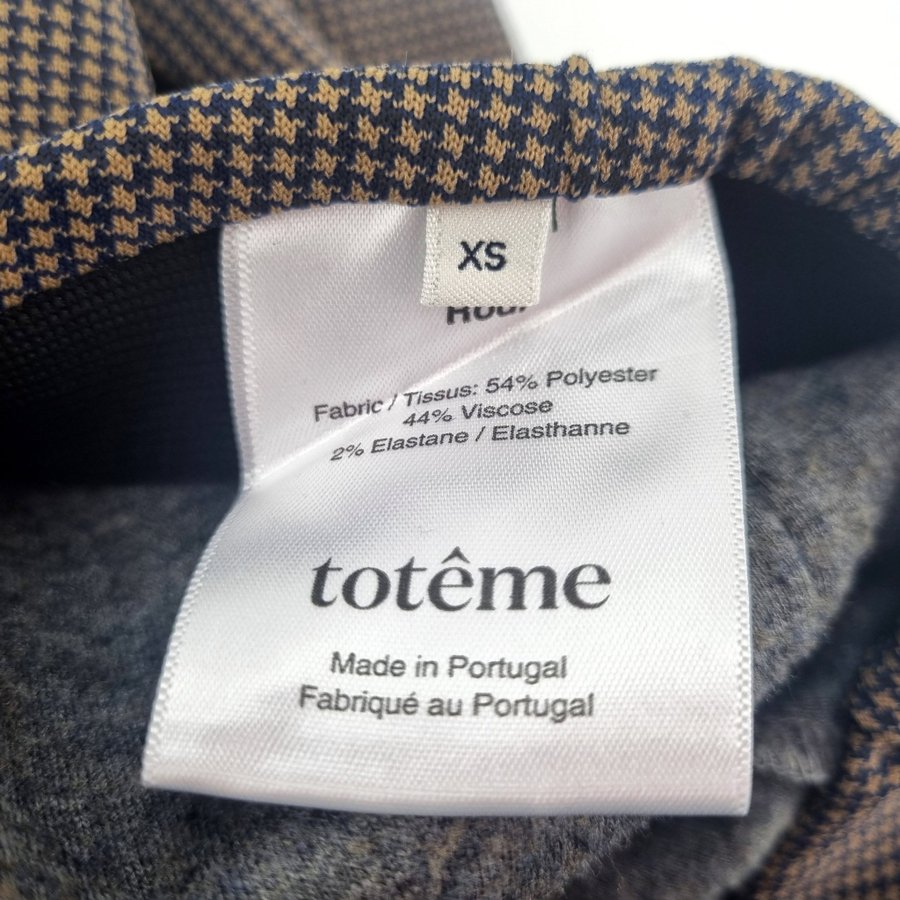 XS
Fabric / Tissus: 54% Polyester
44% Viscose
2% Elastane / Elasthanne
totême
Made in Portugal
Fabriqué au Portugal